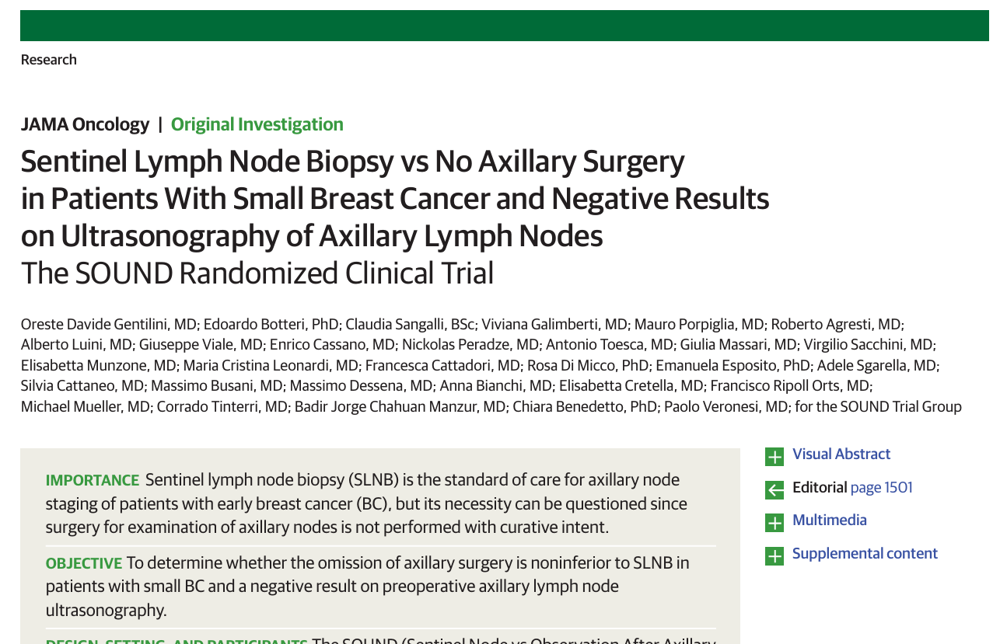 Research
JAMA Oncology | Original Investigation
Sentinel Lymph Node Biopsy vs No Axillary Surgery
in Patients With Small Breast Cancer and Negative Results
on Ultrasonography of Axillary Lymph Nodes
The SOUND Randomized Clinical Trial
Oreste Davide Gentilini, MD; Edoardo Botteri, PhD; Claudia Sangalli, BSc; Viviana Galimberti, MD; Mauro Porpiglia, MD; Roberto Agresti, MD;
Alberto Luini, MD; Giuseppe Viale, MD; Enrico Cassano, MD; Nickolas Peradze, MD; Antonio Toesca, MD; Giulia Massari, MD; Virgilio Sacchini, MD;
Elisabetta Munzone, MD; Maria Cristina Leonardi, MD; Francesca Cattadori, MD; Rosa Di Micco, PhD; Emanuela Esposito, PhD; Adele Sgarella, MD;
Silvia Cattaneo, MD; Massimo Busani, MD; Massimo Dessena, MD; Anna Bianchi, MD; Elisabetta Cretella, MD; Francisco Ripoll Orts, MD;
Michael Mueller, MD; Corrado Tinterri, MD; Badir Jorge Chahuan Manzur, MD; Chiara Benedetto, PhD; Paolo Veronesi, MD; for the SOUND Trial Group
IMPORTANCE Sentinel lymph node biopsy (SLNB) is the standard of care for axillary node
staging of patients with early breast cancer (BC), but its necessity can be questioned since
surgery for examination of axillary nodes is not performed with curative intent.
OBJECTIVE To determine whether the omission of axillary surgery is noninferior to SLNB in
patients with small BC and a negative result on preoperative axillary lymph node
ultrasonography.
DESIGN, SETTING, AND PARTICIPANTS The SOUND (Sentinel Node vs Observation After Axillary
Visual Abstract
Editorial page 1501
Multimedia
Supplemental content